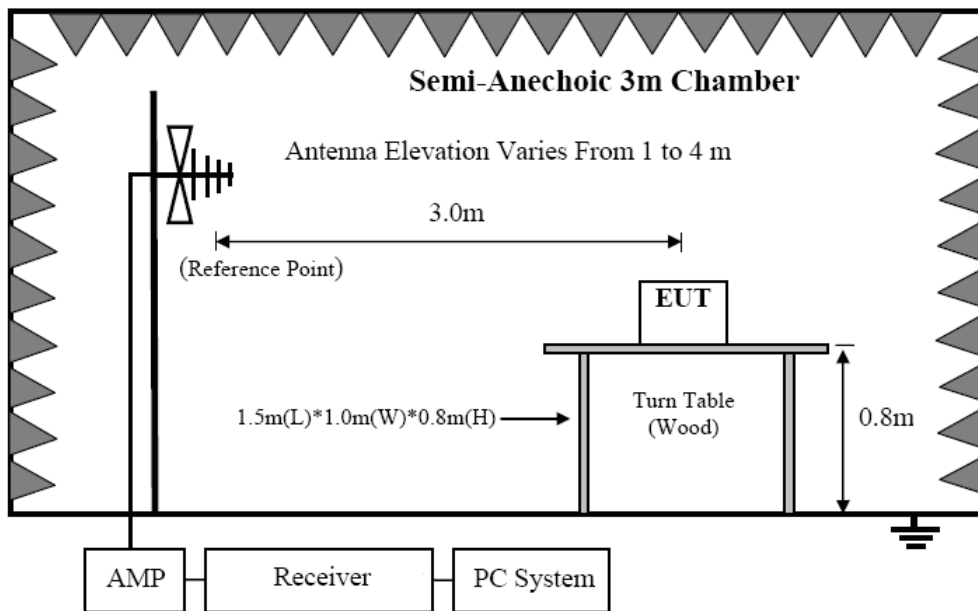 Semi-Anechoic 3m Chamber
Antenna Elevation Varies From 1 to 4 m
3.0m
(Reference Point)
EUT
1.5m(L)*1.0m(W)*0.8m(H)
Turn Table
(Wood)
0.8m
AMP
Receiver
PC System